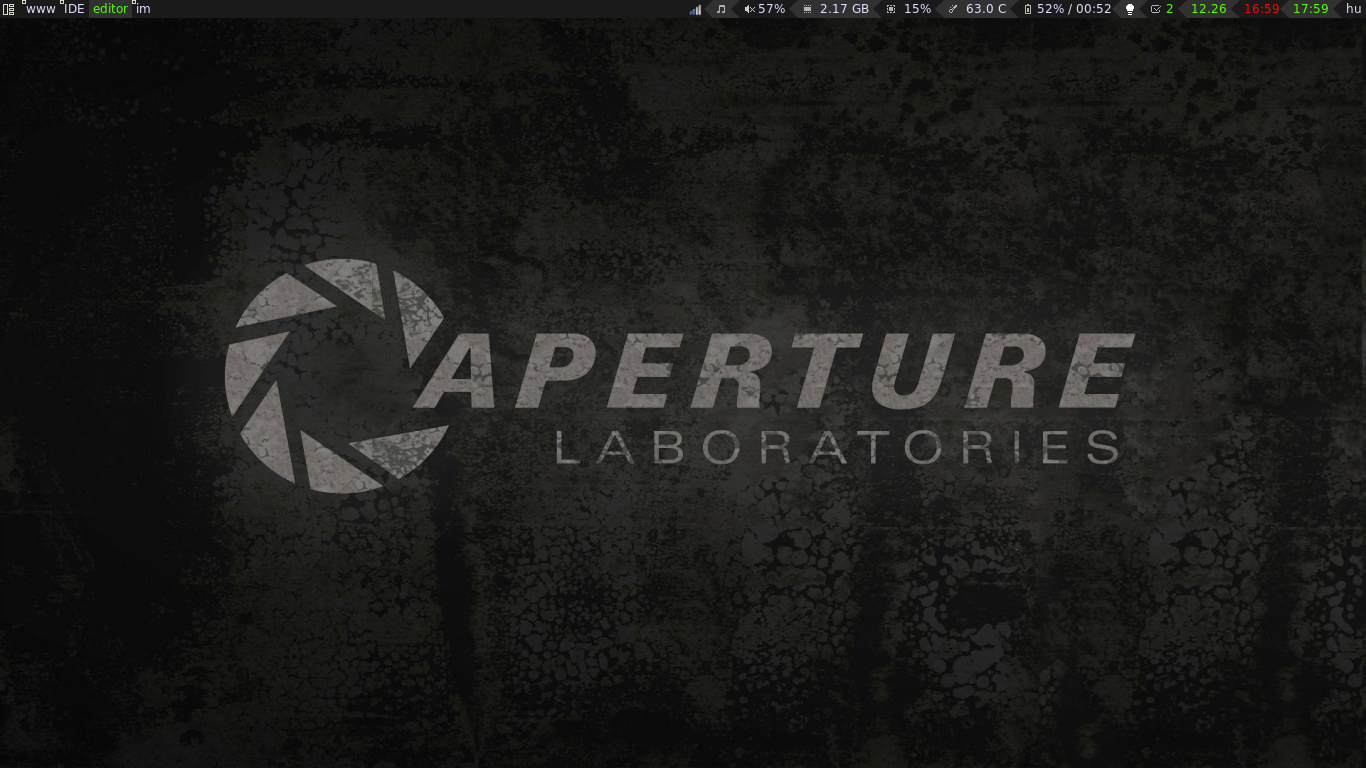 www IDE editor im 57% 2.17 GB 15% 63.0 C 52% / 00:52 2 12.26 16:59 17:59 hu
APERTURE
LABORATORIES